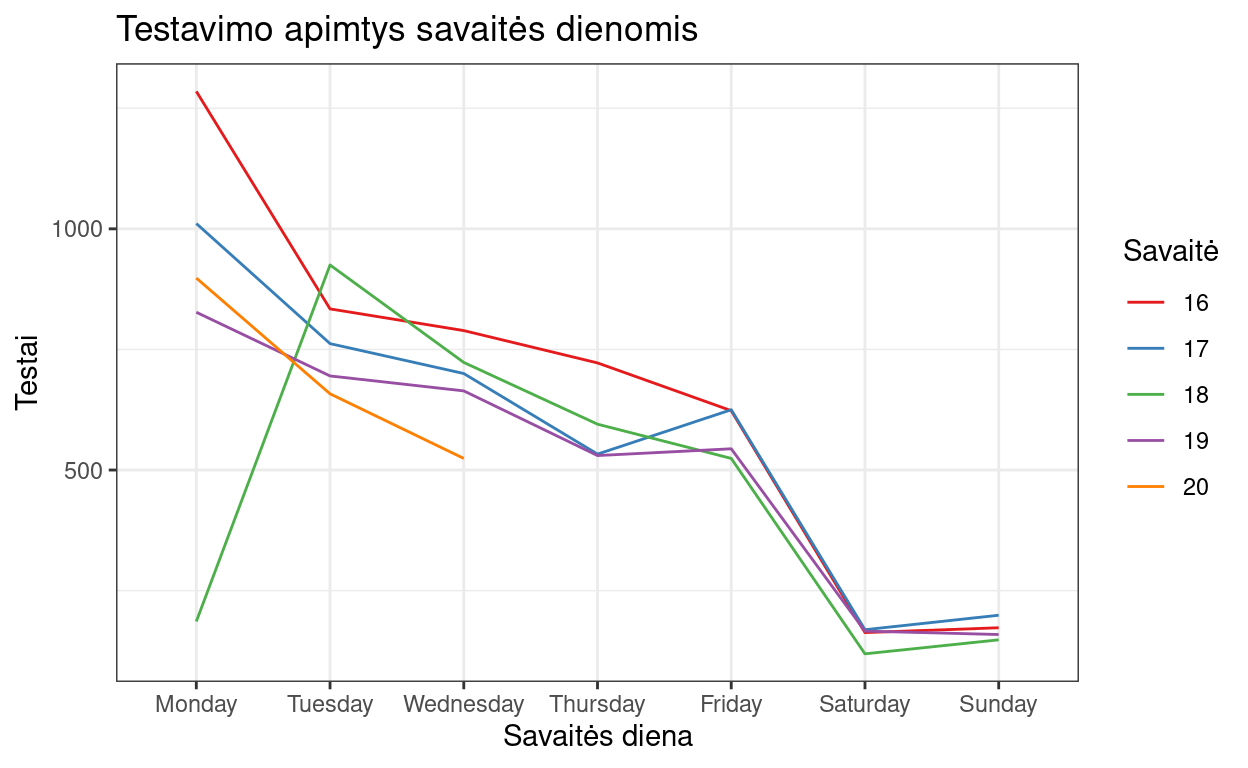 Testavimo apimtys savaitės dienomis
Testai
1000
500
Monday Tuesday Wednesday Thursday Friday Saturday Sunday
Savaitės diena
Savaitė
16
17
18
19
20